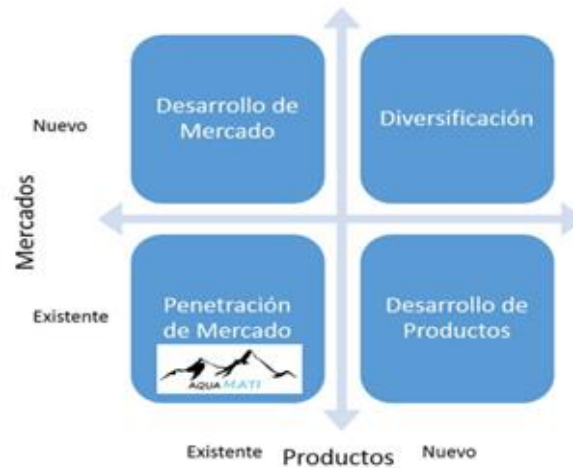 Desarrollo de
Mercado
Diversificación
Nuevo
Mercados
Existente
Penetración
de Mercado
AQUA MATI
Desarrollo de
Productos
Existente
Productos
Nuevo